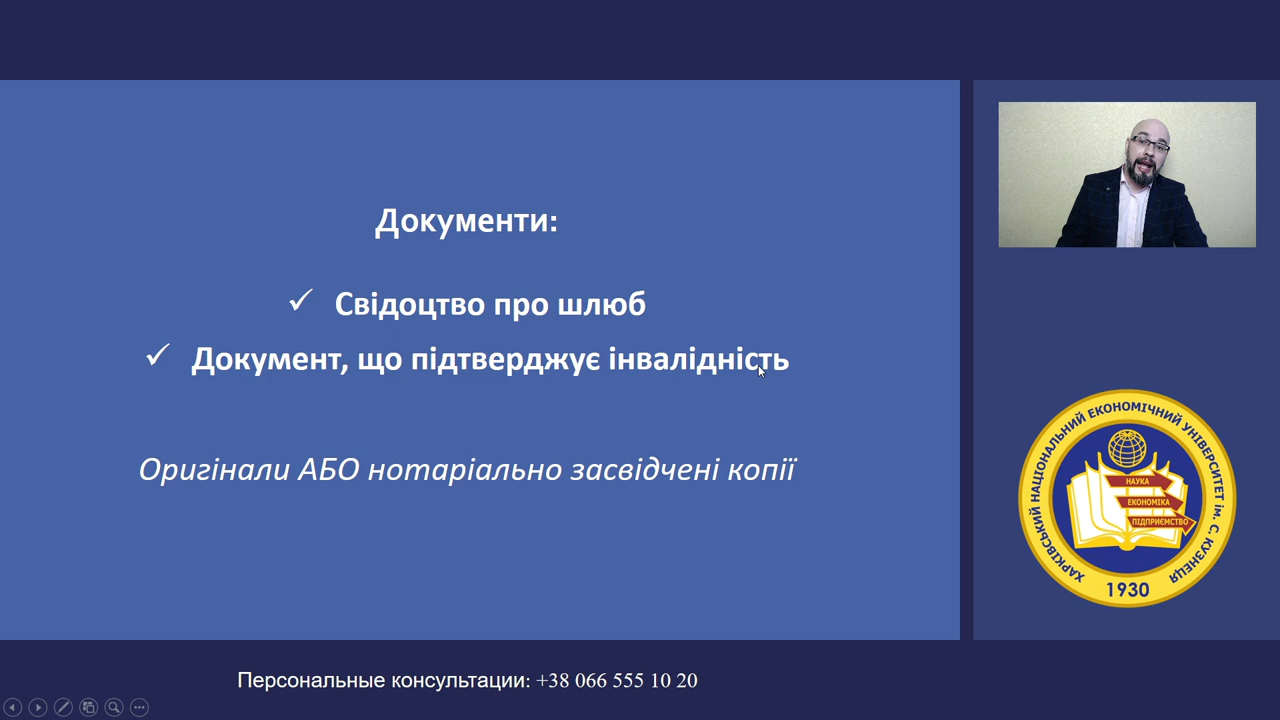 Документи:
✓ Свідоцтво про шлюб
✓ Документ, що підтверджує інвалідність
Оригінали АБО нотаріально засвідчені копії
ХАРКІВСЬКИЙ НАЦІОНАЛЬНИЙ ЕКОНОМІЧНИЙ УНІВЕРСИТЕТ ім. С. КУЗНЕЦЯ
НАУКА
ЕКОНОМІКА
ПІДПРИЄМСТВО
1930
Персональные консультации: +38 066 555 10 20